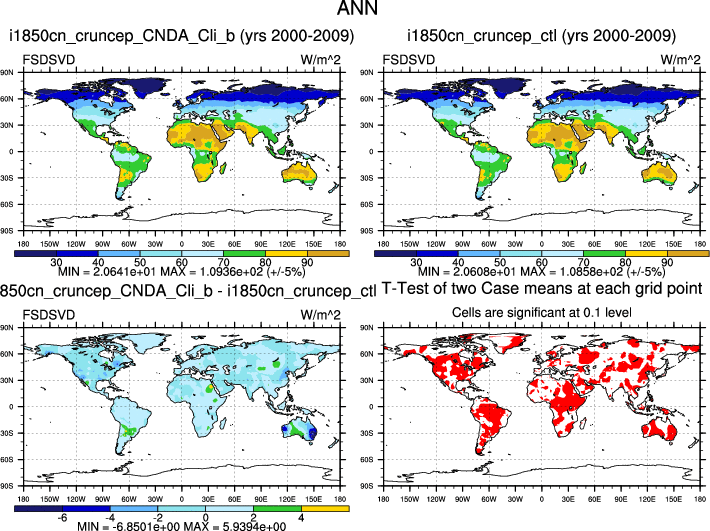 ANN
i1850cn_cruncep_CNDA_Cli_b (yrs 2000-2009)
FSDSVD W/m^2
90N
60N
30N
0
30S
60S
90S
180 150W 120W 90W 60W 30W 0 30E 60E 90E 120E 150E 180
30 40 50 60 70 80 90
MIN = 2.0641e+01 MAX = 1.0936e+02 (+/-5%)
i1850cn_cruncep_ctl (yrs 2000-2009)
FSDSVD W/m^2
90N
60N
30N
0
30S
60S
90S
180 150W 120W 90W 60W 30W 0 30E 60E 90E 120E 150E 180
30 40 50 60 70 80 90
MIN = 2.0608e+01 MAX = 1.0858e+02 (+/-5%)
850cn_cruncep_CNDA_Cli_b - i1850cn_cruncep_ctl
FSDSVD W/m^2
90N
60N
30N
0
30S
60S
90S
180 150W 120W 90W 60W 30W 0 30E 60E 90E 120E 150E 180
-6 -4 -2 0 2 4
MIN = -6.8501e+00 MAX = 5.9394e+00
T-Test of two Case means at each grid point
Cells are significant at 0.1 level
90N
60N
30N
0
30S
60S
90S
180 150W 120W 90W 60W 30W 0 30E 60E 90E 120E 150E 180